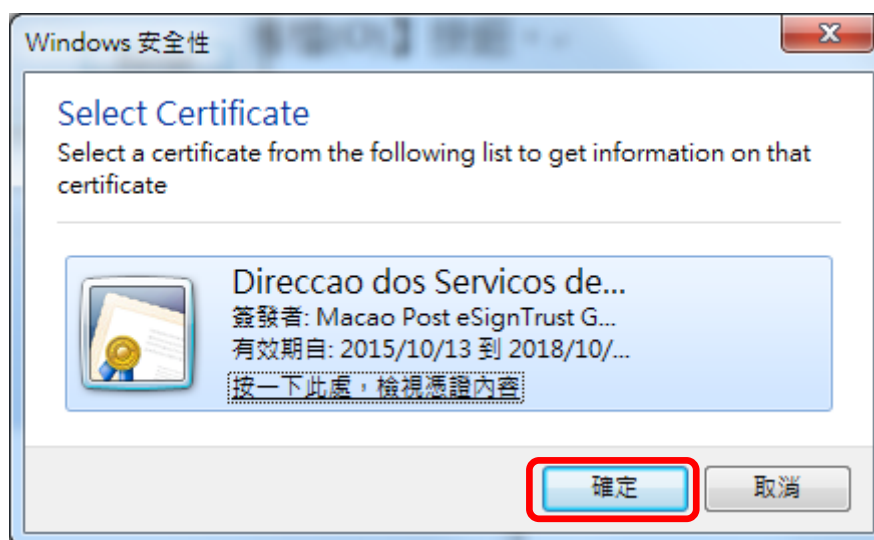 Windows 安全性
Select Certificate
Select a certificate from the following list to get information on that
certificate
Direccao dos Servicos de...
簽發者: Macao Post eSignTrust G...
有效期自: 2015/10/13 到 2018/10/...
按一下此處，檢視憑證內容
確定
取消